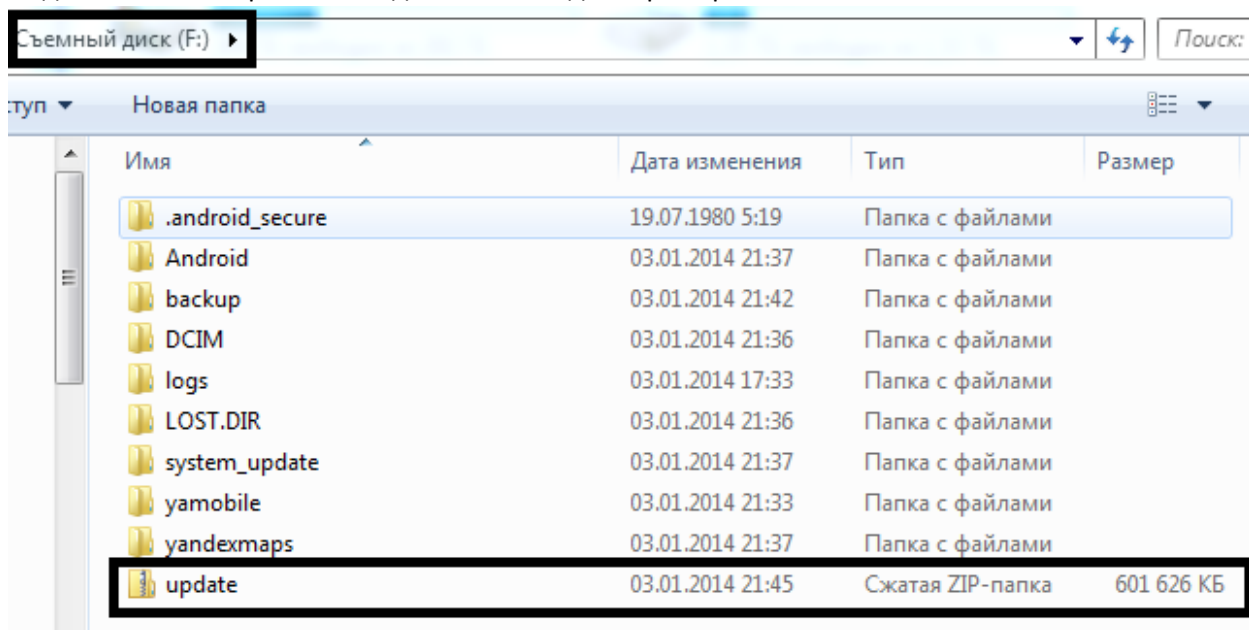 Съемный диск (F:)
Поиск:
туп Новая папка
Имя Дата изменения Тип Размер
.android_secure 19.07.1980 5:19 Папка с файлами
Android 03.01.2014 21:37 Папка с файлами
backup 03.01.2014 21:42 Папка с файлами
DCIM 03.01.2014 21:36 Папка с файлами
logs 03.01.2014 17:33 Папка с файлами
LOST.DIR 03.01.2014 21:36 Папка с файлами
system_update 03.01.2014 21:37 Папка с файлами
yamobile 03.01.2014 21:33 Папка с файлами
yandexmaps 03.01.2014 21:37 Папка с файлами
update 03.01.2014 21:45 Сжатая ZIP-папка 601 626 КБ